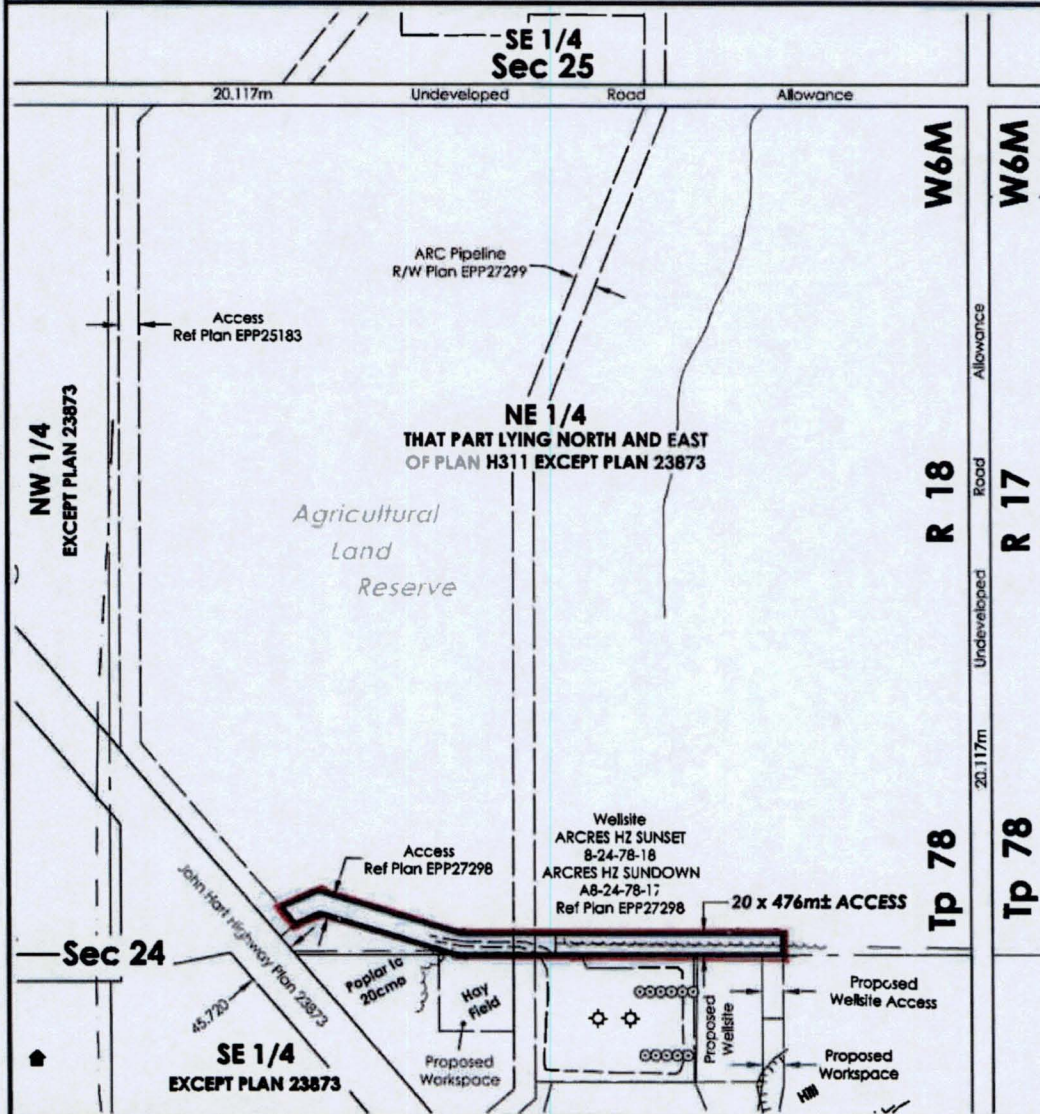 SE 1/4
Sec 25
20.117m Undeveloped Road Allowance
W6M
W6M
ARC Pipeline
R/W Plan EPP27299
Access
Ref Plan EPP25183
NW 1/4
EXCEPT PLAN 23873
NE 1/4
THAT PART LYING NORTH AND EAST
OF PLAN H311 EXCEPT PLAN 23873
Agricultural
Land
Reserve
R 18
R 17
20.117m Undeveloped Road Allowance
Wellsite
ARCRES HZ SUNSET
8-24-78-18
ARCRES HZ SUNDOWN
A8-24-78-17
Ref Plan EPP27298
Access
Ref Plan EPP27298
20 x 476m± ACCESS
Tp 78
Tp 78
John Hart Highway Plan 23873
Sec 24
45.720
Poplar to
20cmø
Hay
Field
Proposed
Workspace
Proposed
Wellsite
Proposed
Wellsite Access
Proposed
Workspace
Hill
SE 1/4
EXCEPT PLAN 23873